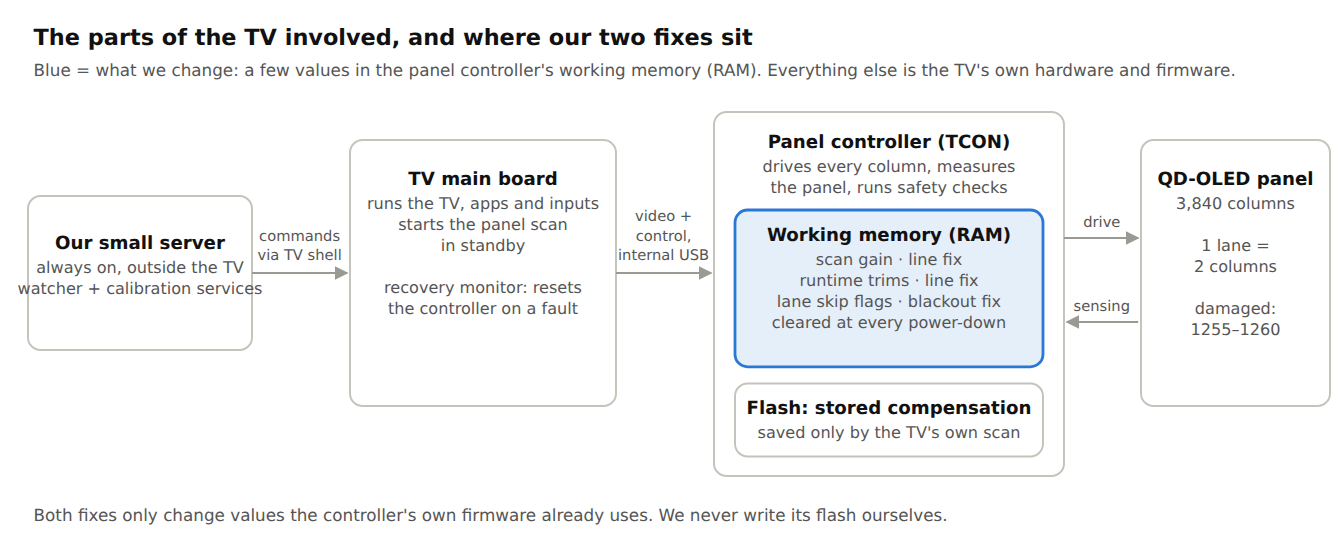 The parts of the TV involved, and where our two fixes sit
Blue = what we change: a few values in the panel controller's working memory (RAM). Everything else is the TV's own hardware and firmware.
Our small server
always on, outside the TV
watcher + calibration services
commands
via TV shell
TV main board
runs the TV, apps and inputs
starts the panel scan
in standby
recovery monitor: resets
the controller on a fault
video +
control,
internal USB
Panel controller (TCON)
drives every column, measures
the panel, runs safety checks
Working memory (RAM)
scan gain · line fix
runtime trims · line fix
lane skip flags · blackout fix
cleared at every power-down
Flash: stored compensation
saved only by the TV's own scan
drive
sensing
QD-OLED panel
3,840 columns
1 lane =
2 columns
damaged:
1255–1260
Both fixes only change values the controller's own firmware already uses. We never write its flash ourselves.